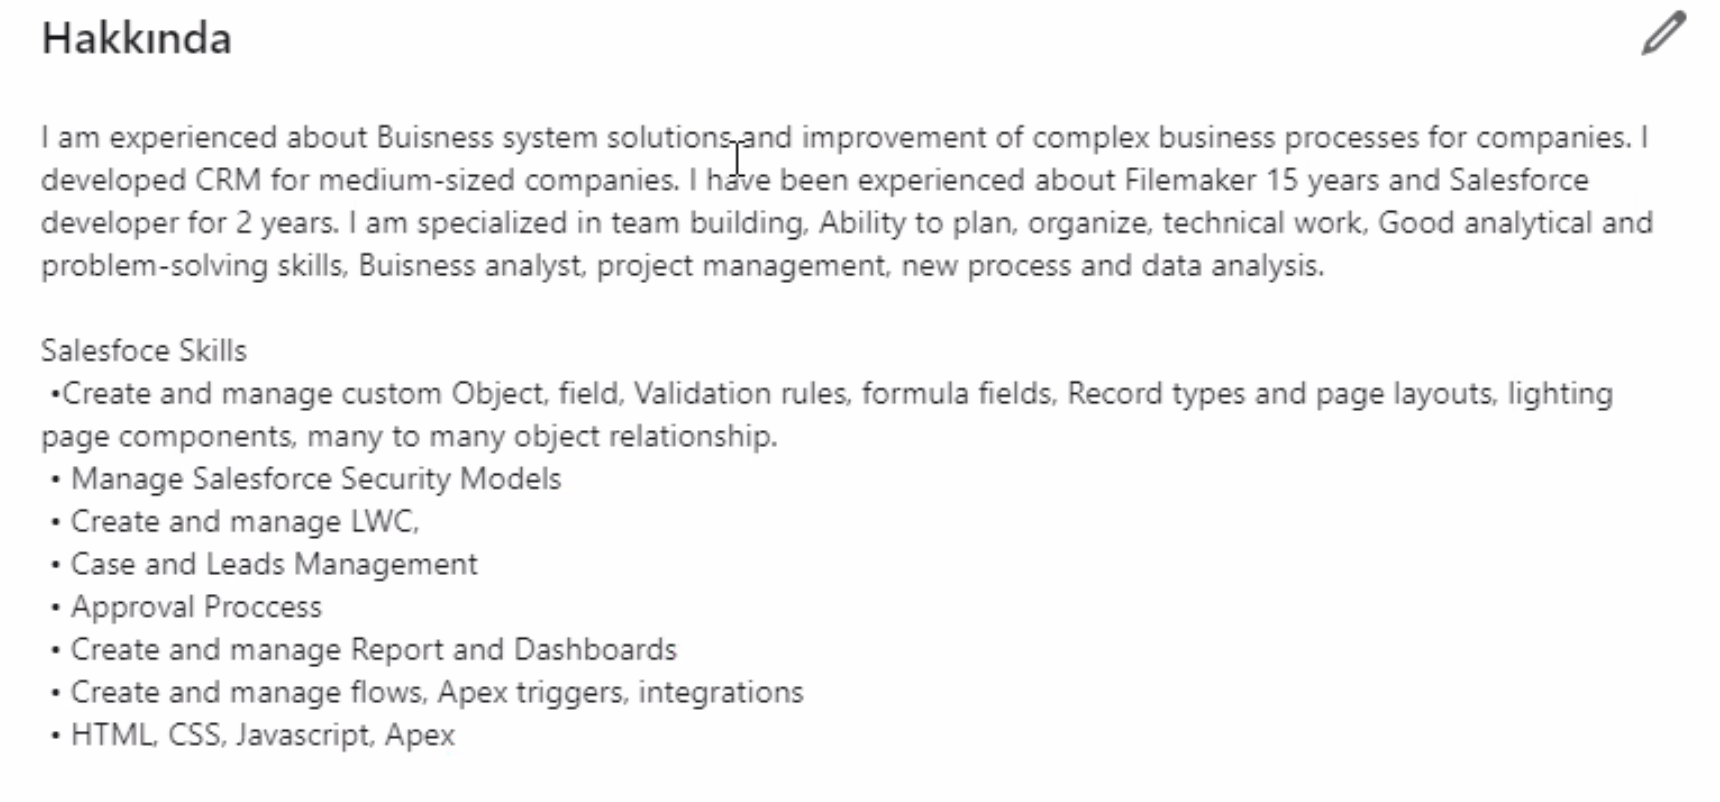 Hakkında
I am experienced about Buisness system solutions and improvement of complex business processes for companies. I
developed CRM for medium-sized companies. I have been experienced about Filemaker 15 years and Salesforce
developer for 2 years. I am specialized in team building, Ability to plan, organize, technical work, Good analytical and
problem-solving skills, Buisness analyst, project management, new process and data analysis.
Salesfoce Skills
•Create and manage custom Object, field, Validation rules, formula fields, Record types and page layouts, lighting
page components, many to many object relationship.
• Manage Salesforce Security Models
• Create and manage LWC,
• Case and Leads Management
• Approval Proccess
• Create and manage Report and Dashboards
• Create and manage flows, Apex triggers, integrations
• HTML, CSS, Javascript, Apex